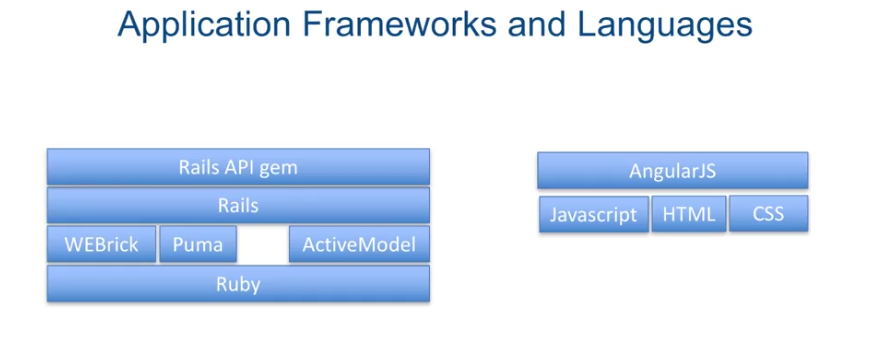 Application Frameworks and Languages
Rails API gem
Rails
WEBrick Puma ActiveModel
Ruby
AngularJS
Javascript HTML CSS